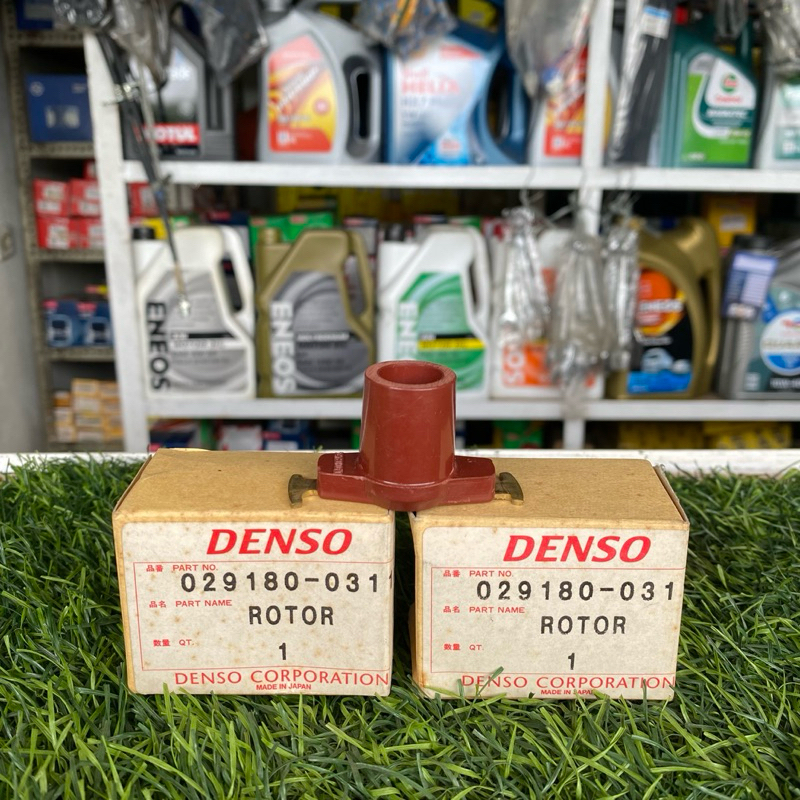 MOTUL
HELIX
ENEOS
ENEOS
ENEOS
ENEOS
DENSO
品番 PART NO.
029180-0311
品名 PART NAME
ROTOR
数量 QT.
1
DENSO CORPORATION
MADE IN JAPAN
DENSO
品番 PART NO.
029180-031
品名 PART NAME
ROTOR
数量 QT.
1
DENSO CORPORATION
MADE IN JAPAN